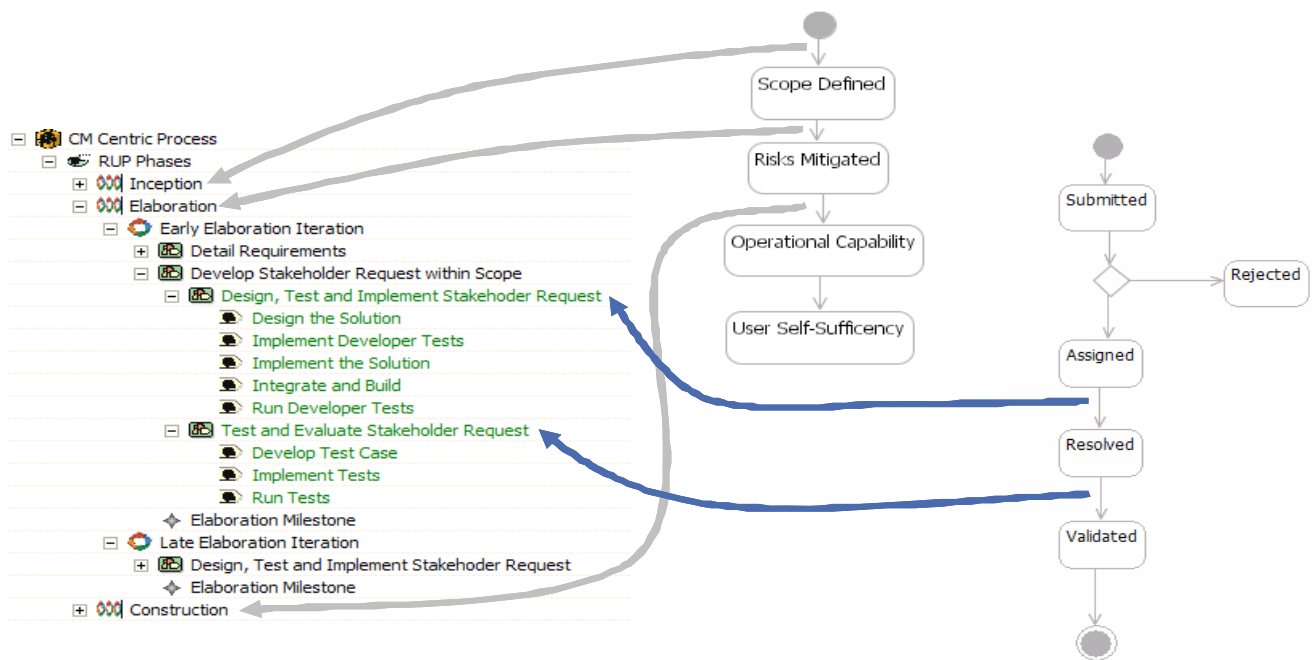 CM Centric Process
RUP Phases
Inception
Elaboration
Early Elaboration Iteration
Detail Requirements
Develop Stakeholder Request within Scope
Design, Test and Implement Stakehoder Request
Design the Solution
Implement Developer Tests
Implement the Solution
Integrate and Build
Run Developer Tests
Test and Evaluate Stakeholder Request
Develop Test Case
Implement Tests
Run Tests
Elaboration Milestone
Late Elaboration Iteration
Design, Test and Implement Stakehoder Request
Elaboration Milestone
Construction
Scope Defined
Risks Mitigated
Operational Capability
User Self-Sufficency
Submitted
Rejected
Assigned
Resolved
Validated